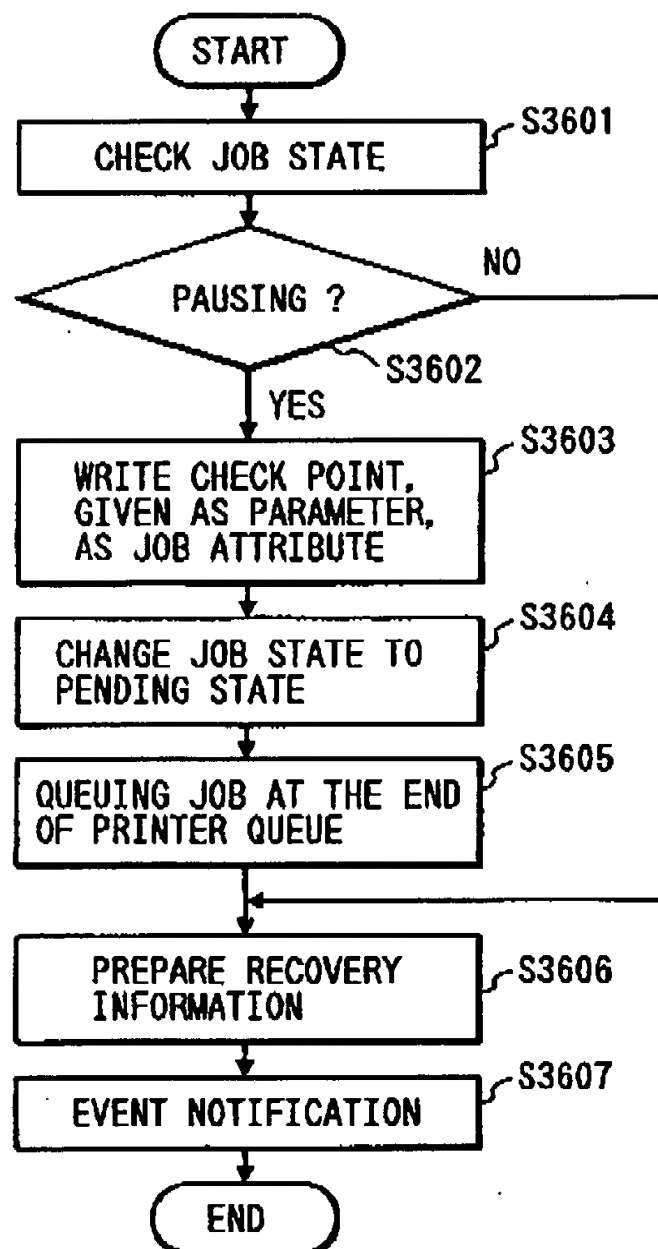 START
S3601
CHECK JOB STATE
NO
PAUSING ?
S3602
YES
S3603
WRITE CHECK POINT,
GIVEN AS PARAMETER,
AS JOB ATTRIBUTE
S3604
CHANGE JOB STATE TO
PENDING STATE
S3605
QUEUING JOB AT THE END
OF PRINTER QUEUE
PREPARE RECOVERY
INFORMATION
S3606
S3607
EVENT NOTIFICATION
END